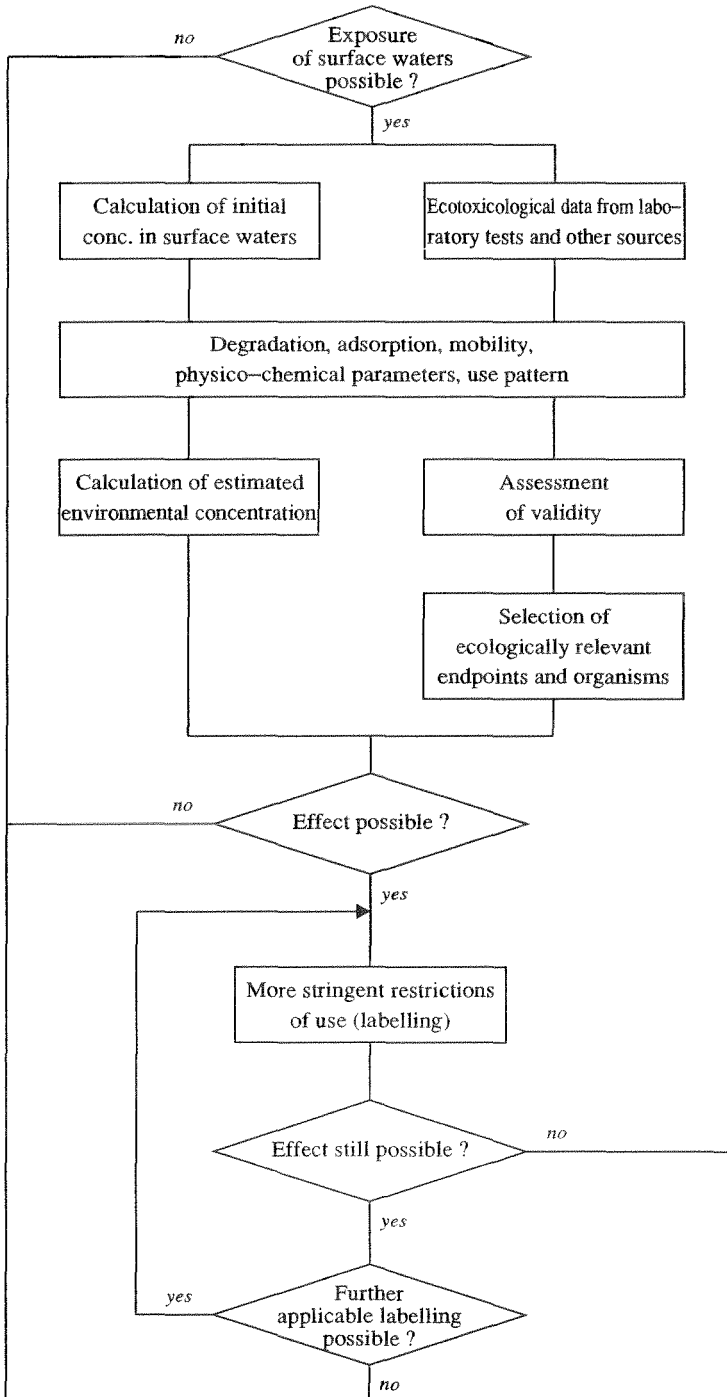 no
Exposure
of surface waters
possible ?
yes
Calculation of initial
conc. in surface waters
Ecotoxicological data from labo–
ratory tests and other sources
Degradation, adsorption, mobility,
physico–chemical parameters, use pattern
Calculation of estimated
environmental concentration
Assessment
of validity
Selection of
ecologically relevant
endpoints and organisms
no
Effect possible ?
yes
More stringent restrictions
of use (labelling)
Effect still possible ?
no
yes
yes
Further
applicable labelling
possible ?
no